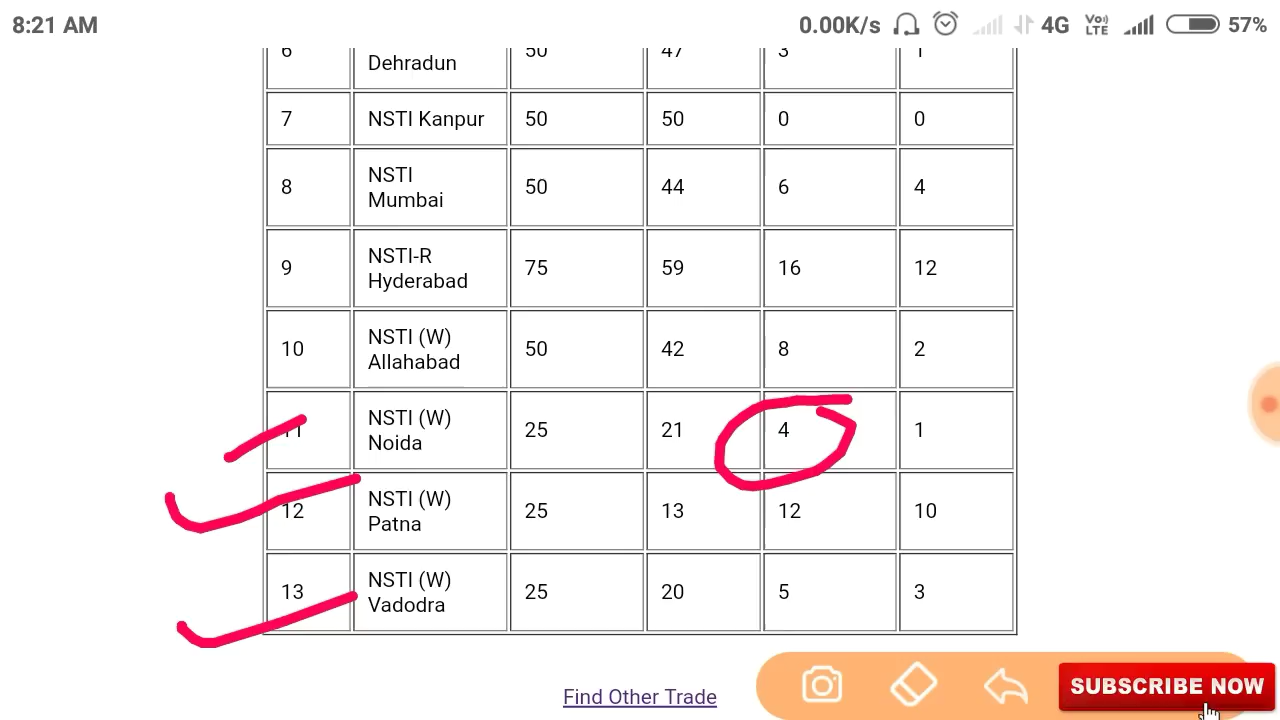 8:21 AM 0.00K/s 4G Vo)) LTE 57%
6 Dehradun 50 47 3 1
7 NSTI Kanpur 50 50 0 0
8 NSTI Mumbai 50 44 6 4
9 NSTI-R Hyderabad 75 59 16 12
10 NSTI (W) Allahabad 50 42 8 2
11 NSTI (W) Noida 25 21 4 1
12 NSTI (W) Patna 25 13 12 10
13 NSTI (W) Vadodra 25 20 5 3
Find Other Trade
SUBSCRIBE NOW